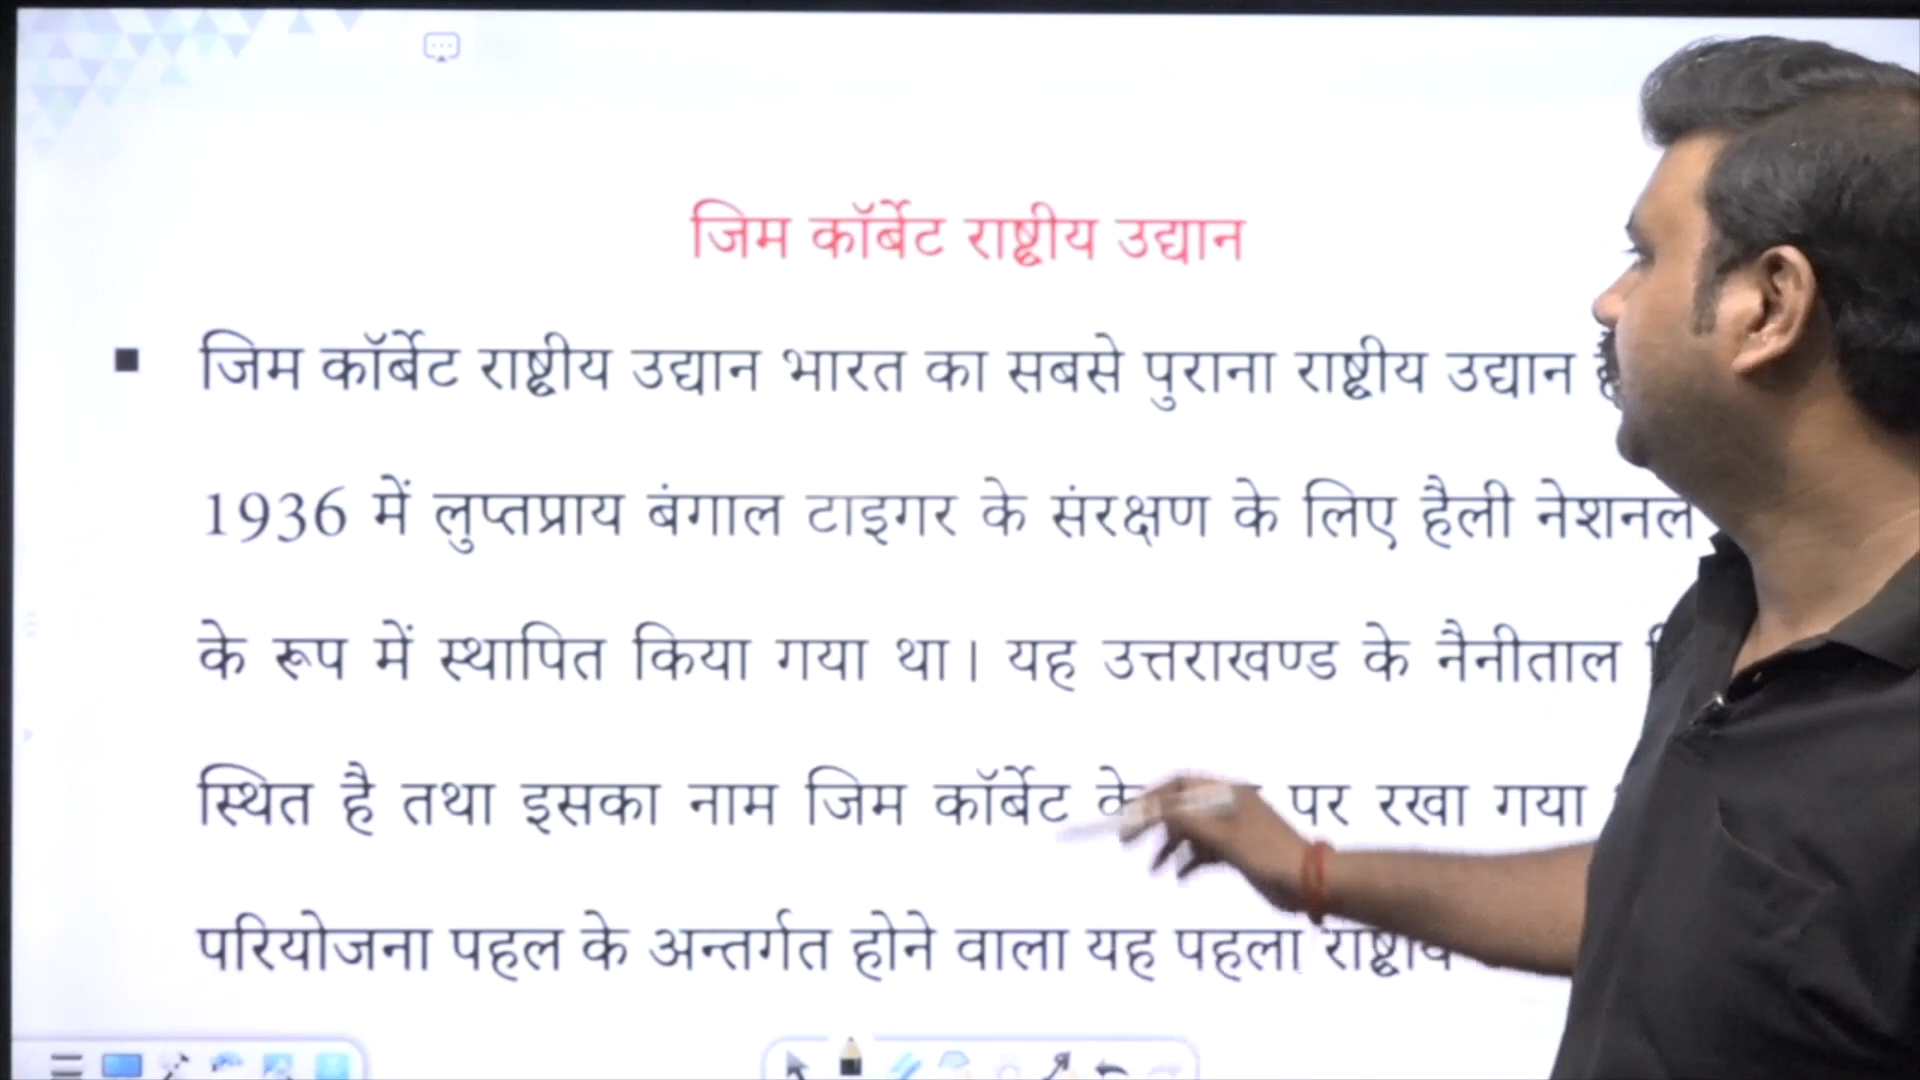 जिम कॉर्बेट राष्ट्रीय उद्यान
▪ जिम कॉर्बेट राष्ट्रीय उद्यान भारत का सबसे पुराना राष्ट्रीय उद्यान
1936 में लुप्तप्राय बंगाल टाइगर के संरक्षण के लिए हैली नेशनल
के रूप में स्थापित किया गया था। यह उत्तराखण्ड के नैनीताल
स्थित है तथा इसका नाम जिम कॉर्बेट के पर रखा गया
परियोजना पहल के अन्तर्गत होने वाला यह पहला